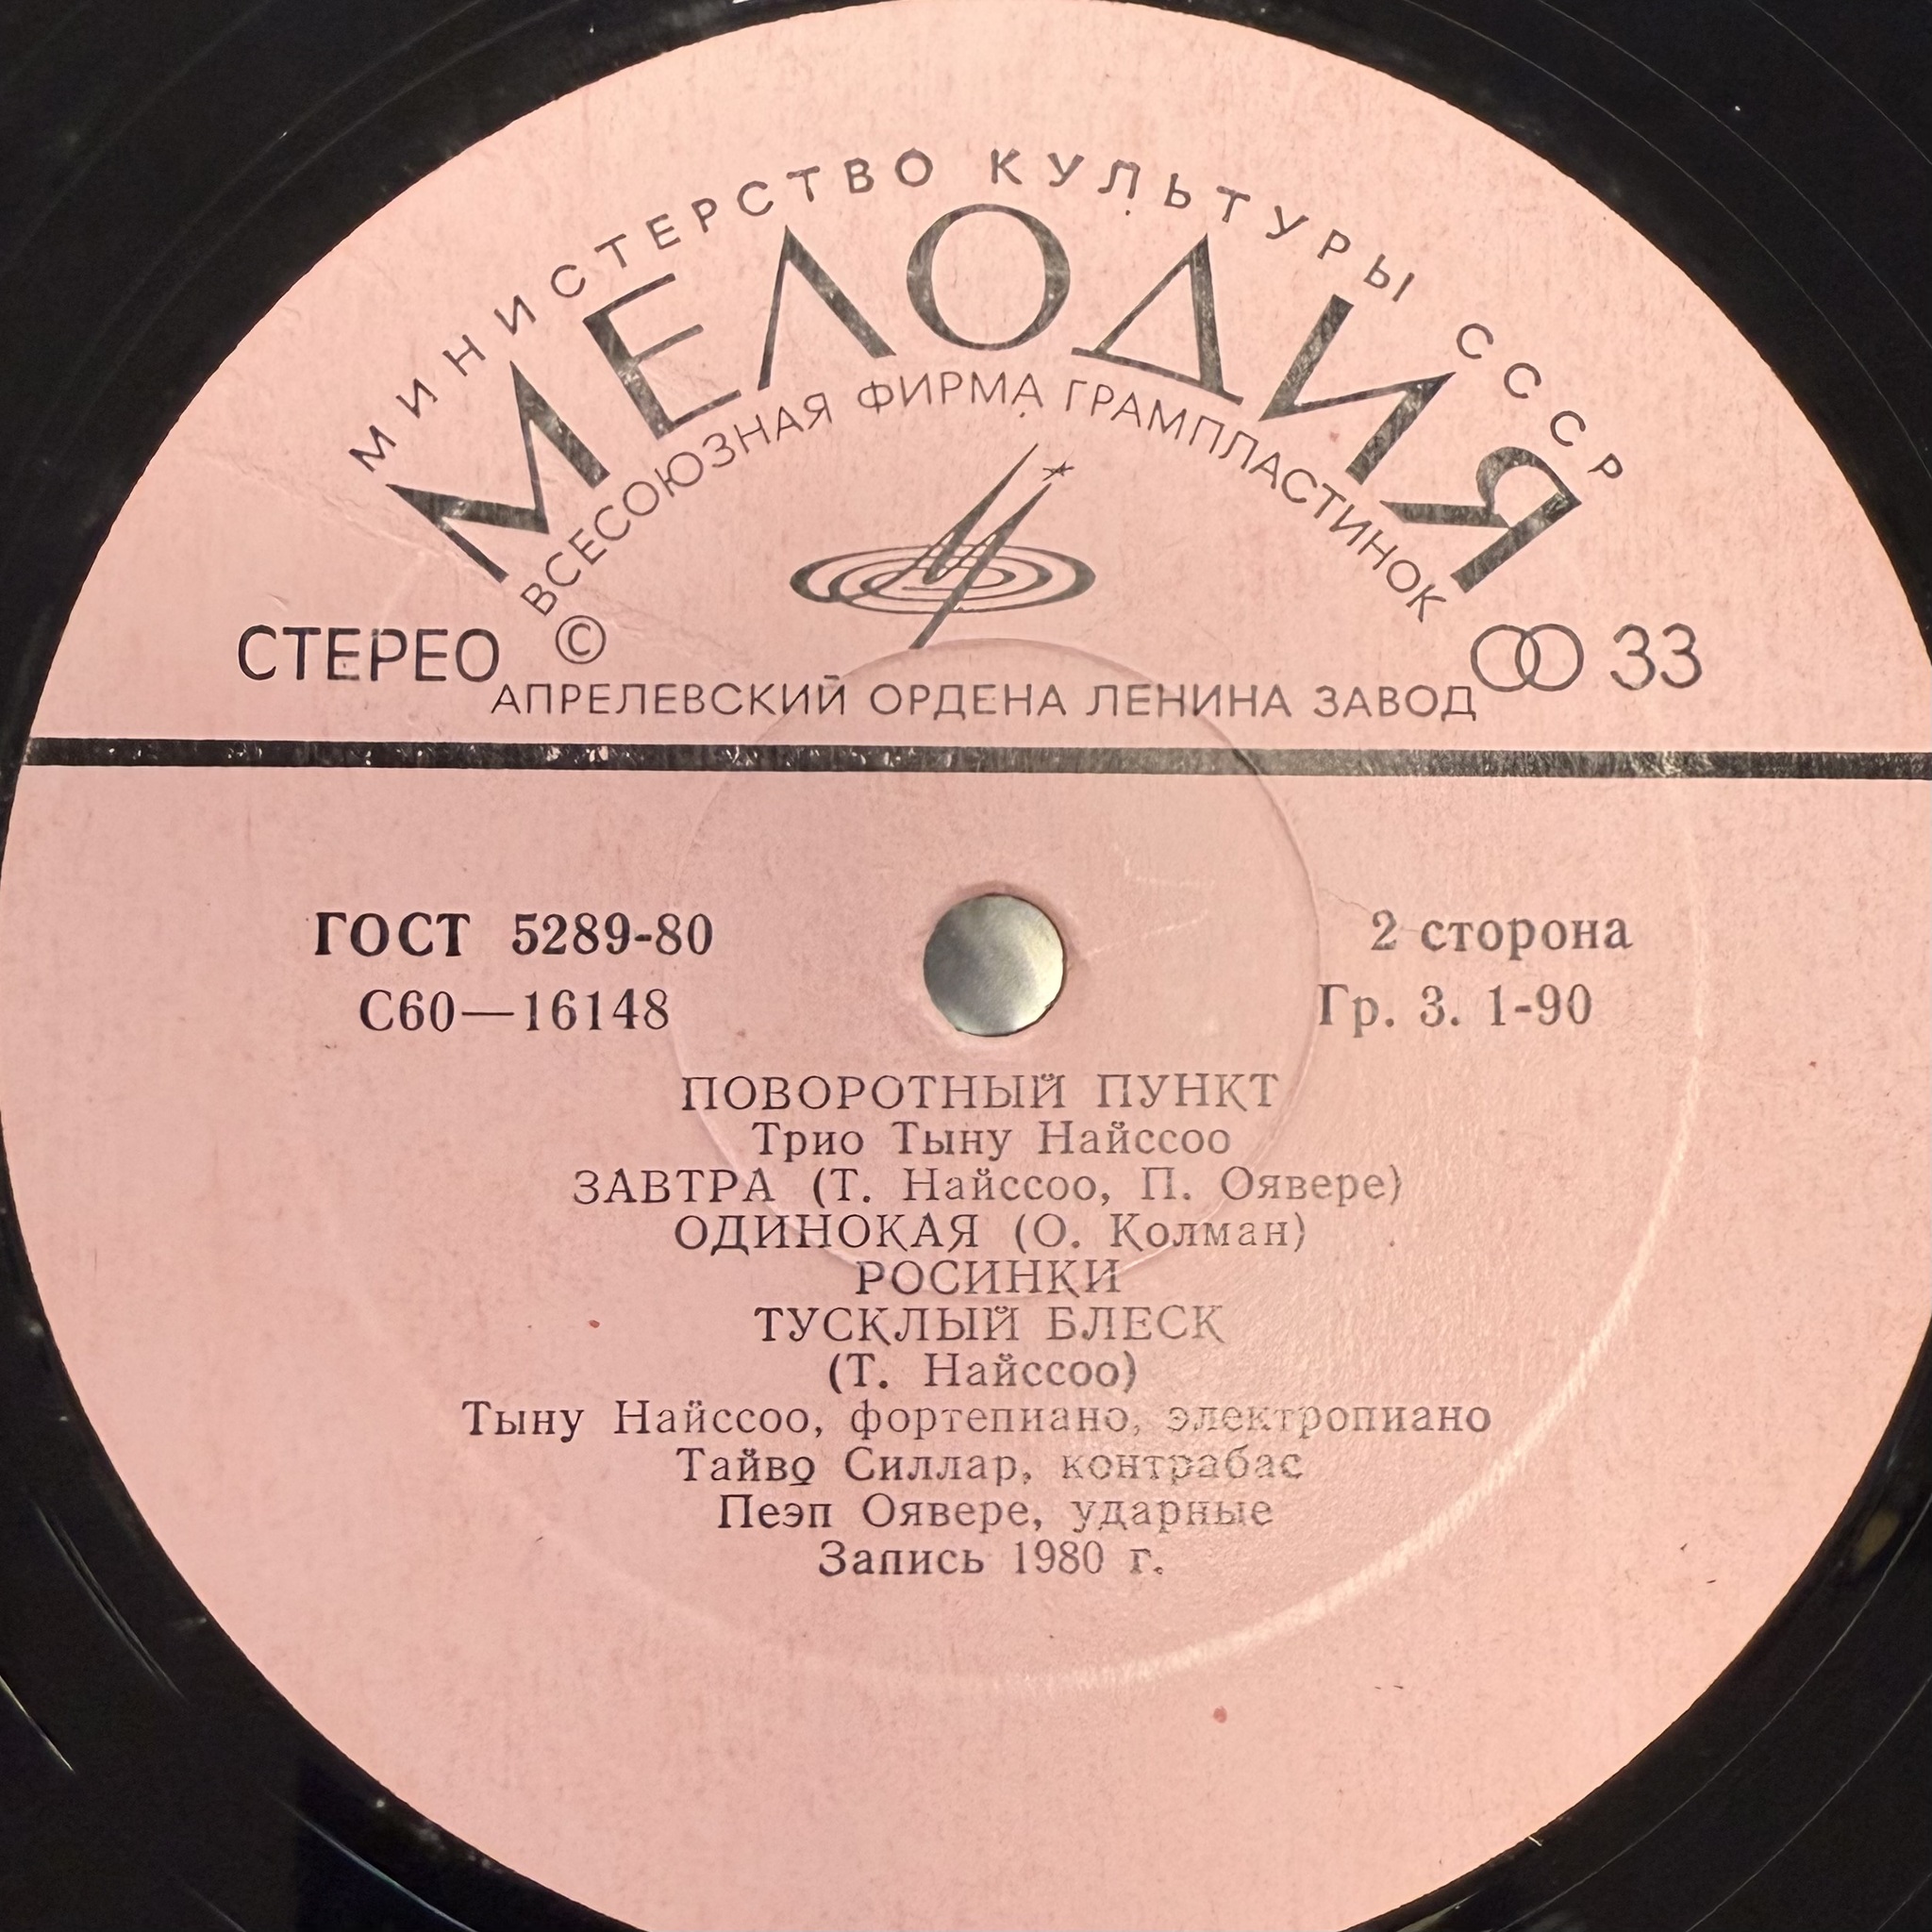 МИНИСТЕРСТВО КУЛЬТУРЫ СССР
МЕЛОДИЯ
ВСЕСОЮЗНАЯ ФИРМА ГРАМПЛАСТИНОК
СТЕРЕО © 33
АПРЕЛЕВСКИЙ ОРДЕНА ЛЕНИНА ЗАВОД
ГОСТ 5289-80 2 сторона
С60—16148 Гр. 3. 1-90
ПОВОРОТНЫЙ ПУНКТ
Трио Тыну Найссоо
ЗАВТРА (Т. Найссоо, П. Оявере)
ОДИНОКАЯ (О. Колман)
РОСИНКИ
ТУСКЛЫЙ БЛЕСК
(Т. Найссоо)
Тыну Найссоо, фортепиано, электропиано
Тайво Силлар, контрабас
Пеэп Оявере, ударные
Запись 1980 г.